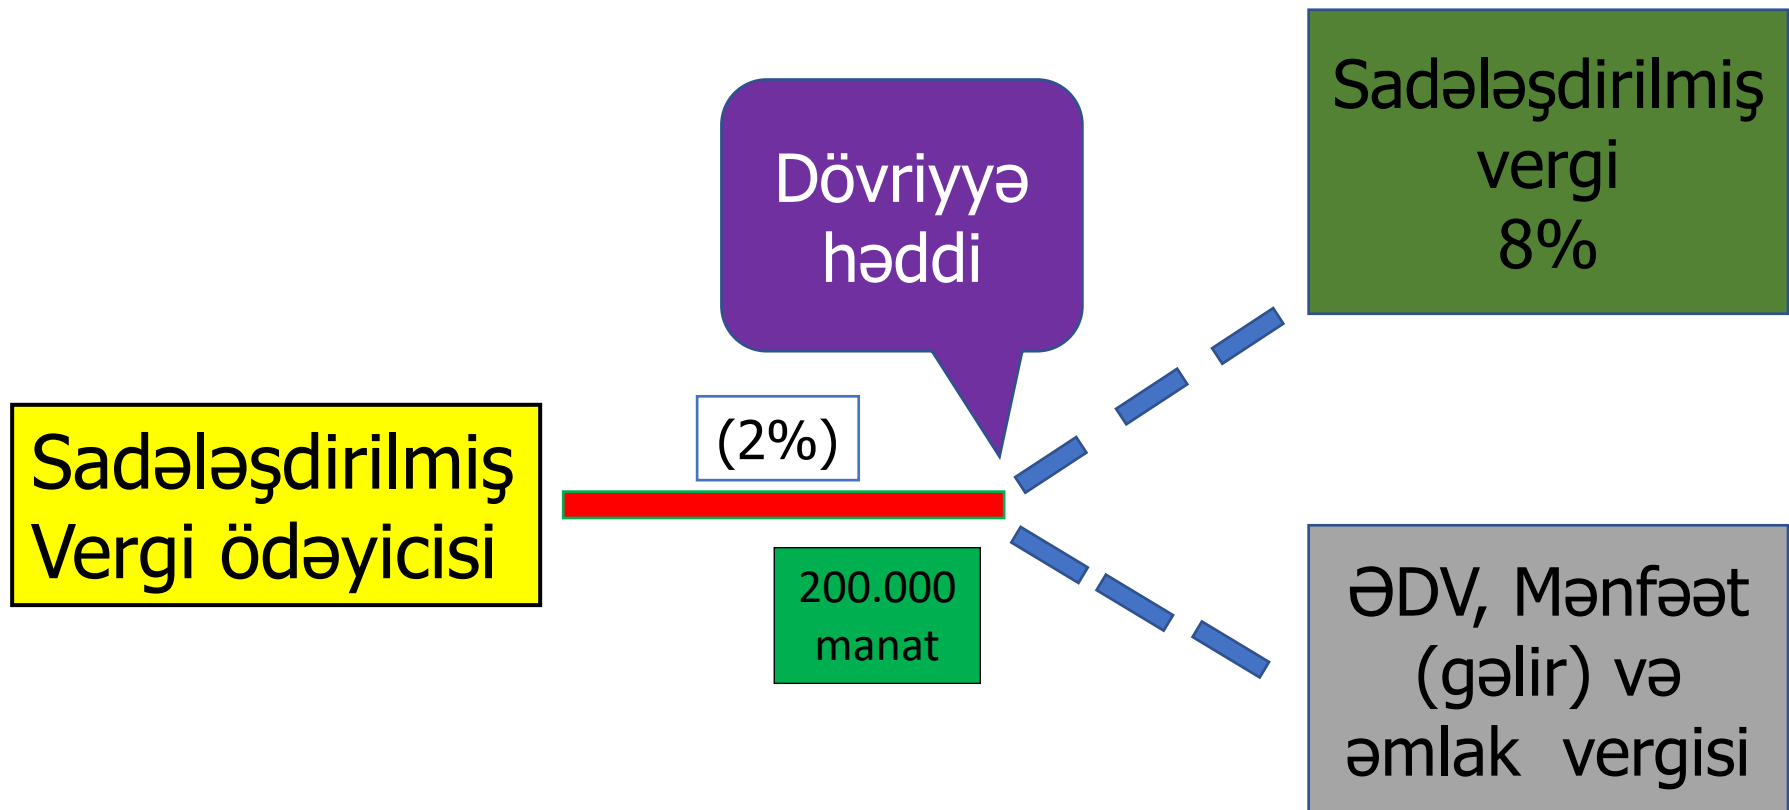 Sadələşdirilmiş
Vergi ödəyicisi
(2%)
200.000
manat
Dövriyyə
həddi
Sadələşdirilmiş
vergi
8%
ƏDV, Mənfəət
(gəlir) və
əmlak vergisi